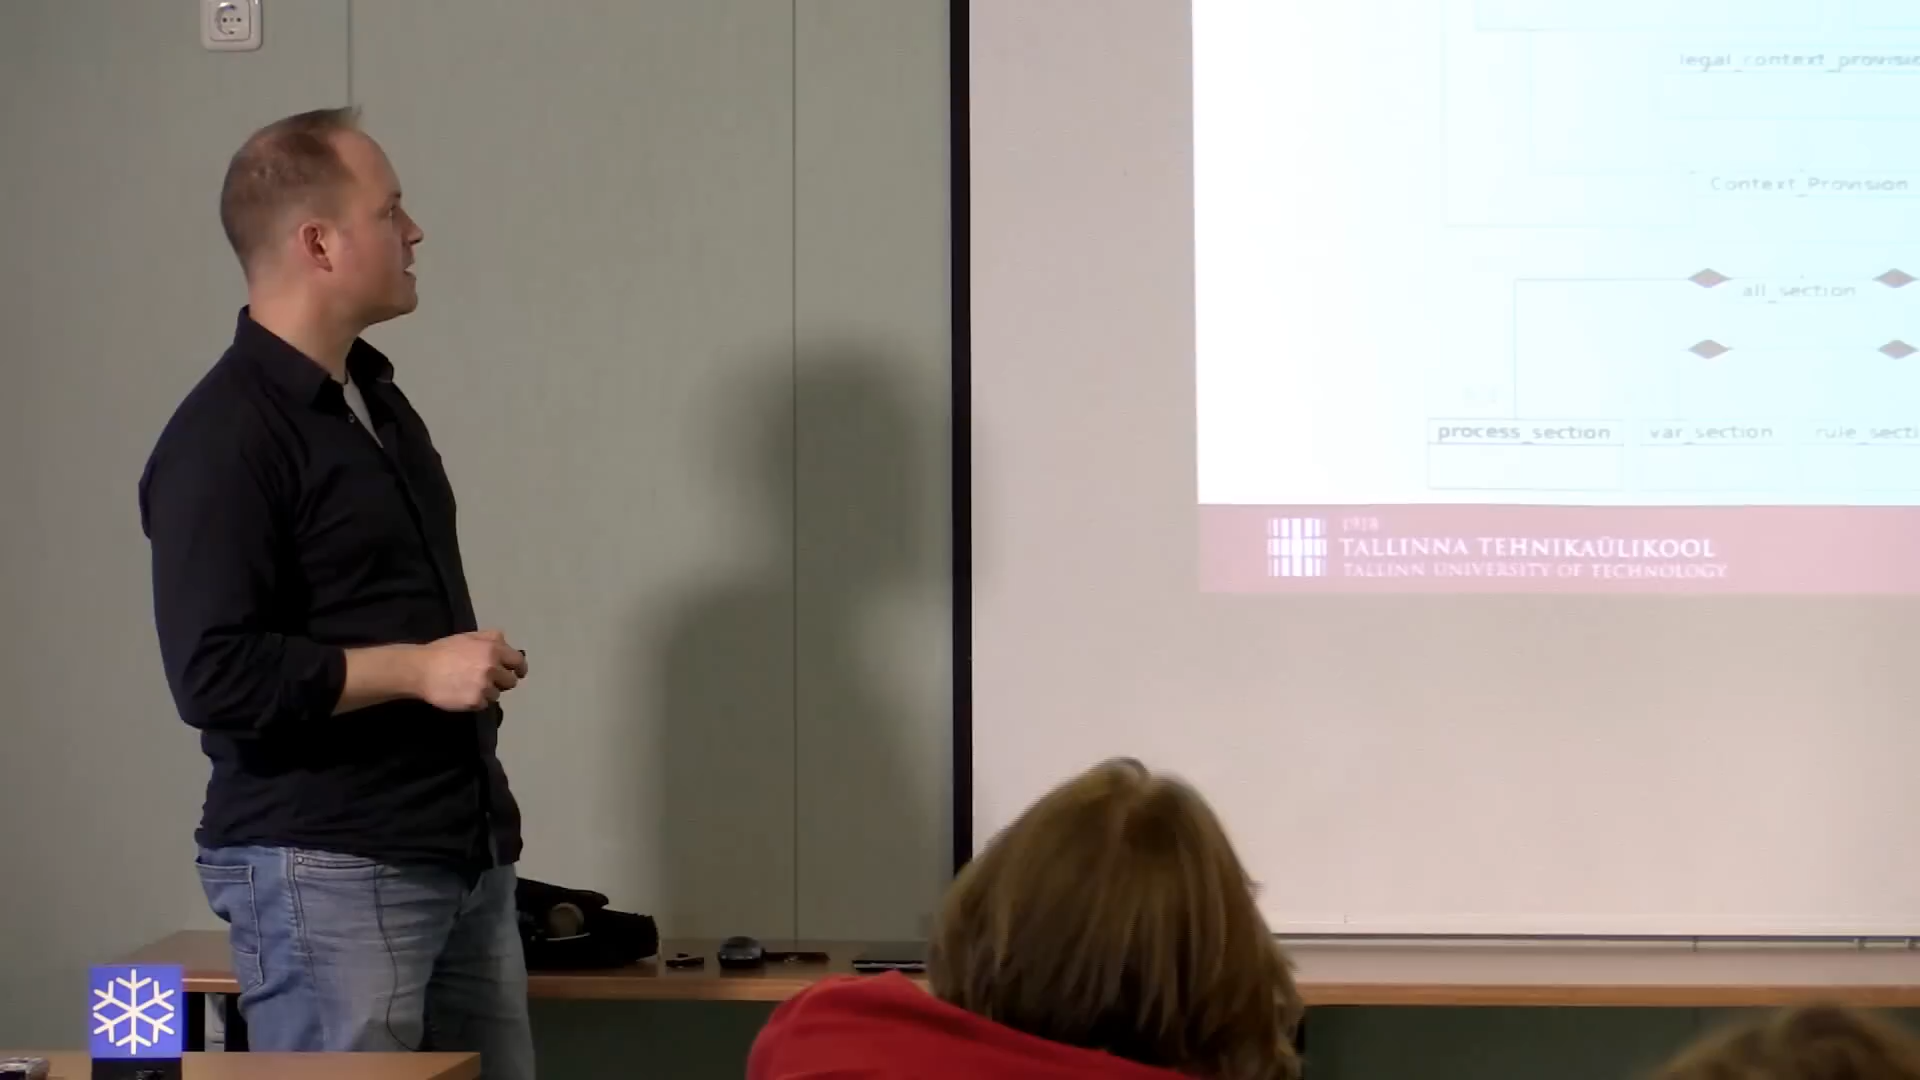 legal_context_provisio
Context_Provision
all_section
process_section
var_section
rule_secti
1918
TALLINNA TEHNIKAÜLIKOOL
TALLINN UNIVERSITY OF TECHNOLOGY